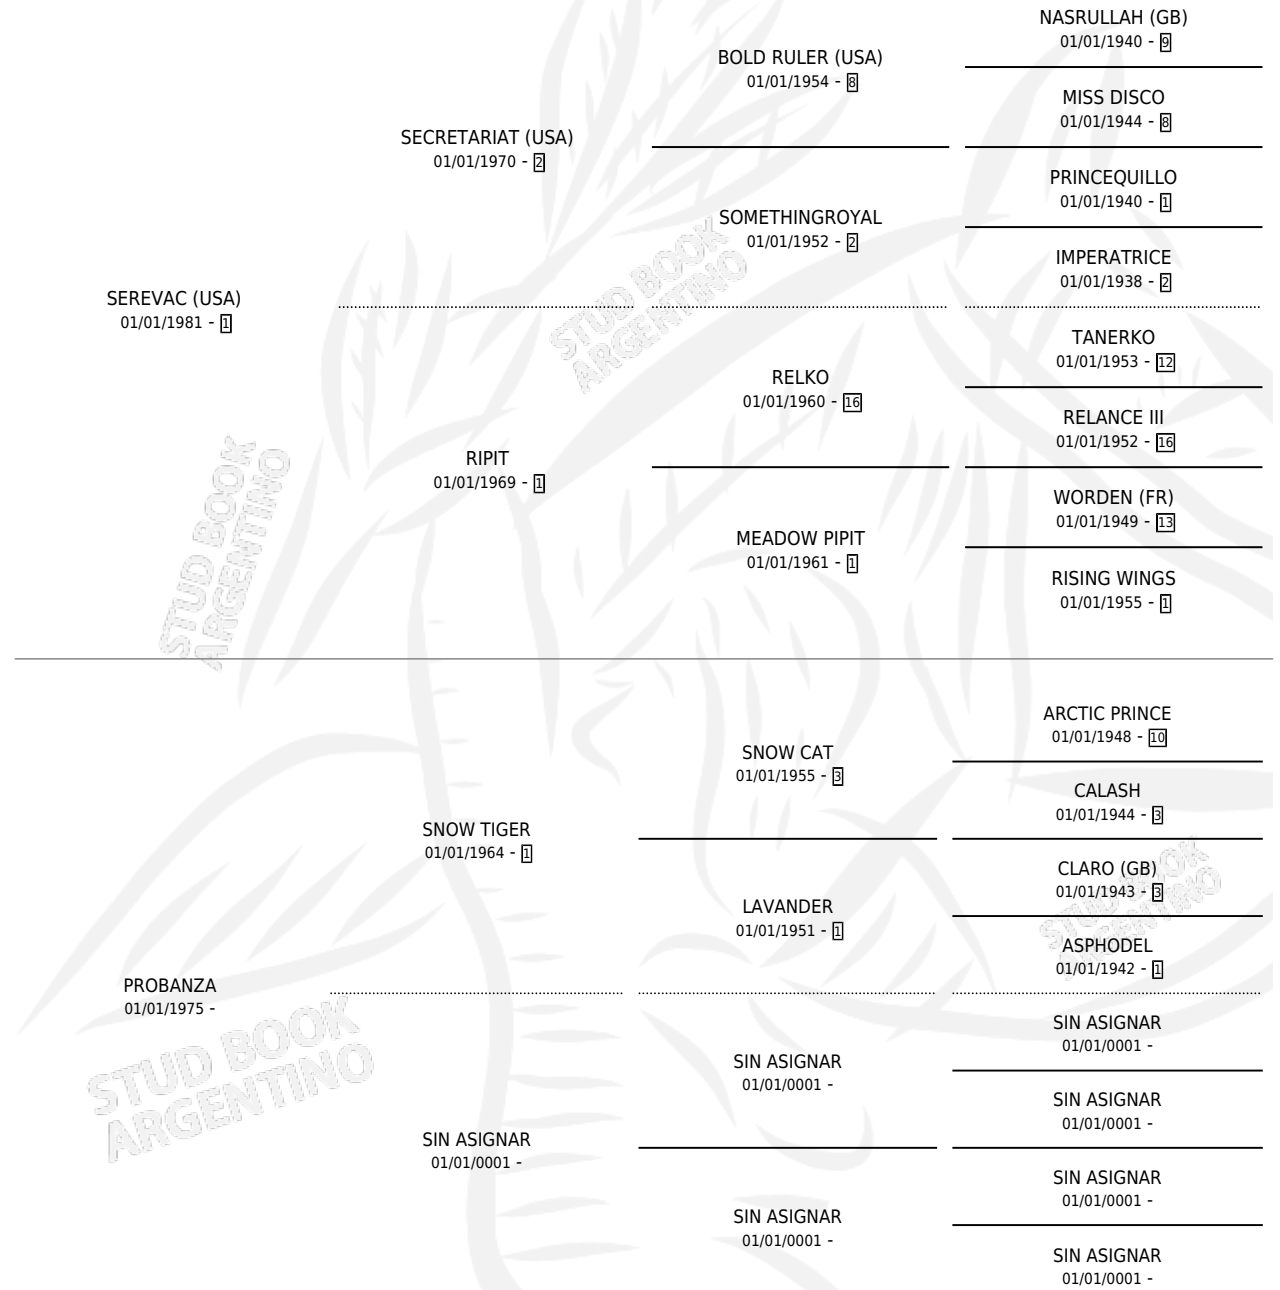 NASRULLAH (GB)
01/01/1940 - 9
BOLD RULER (USA)
01/01/1954 - 8
MISS DISCO
01/01/1944 - 8
SECRETARIAT (USA)
01/01/1970 - 2
PRINCEQUILLO
01/01/1940 - 1
SOMETHINGROYAL
01/01/1952 - 2
IMPERATRICE
01/01/1938 - 2
SEREVAC (USA)
01/01/1981 - 1
TANERKO
01/01/1953 - 12
RELKO
01/01/1960 - 16
RELANCE III
01/01/1952 - 16
RIPIT
01/01/1969 - 1
WORDEN (FR)
01/01/1949 - 13
MEADOW PIPIT
01/01/1961 - 1
RISING WINGS
01/01/1955 - 1
ARCTIC PRINCE
01/01/1948 - 10
SNOW CAT
01/01/1955 - 3
CALASH
01/01/1944 - 3
SNOW TIGER
01/01/1964 - 1
CLARO (GB)
01/01/1943 - 3
LAVANDER
01/01/1951 - 1
ASPHODEL
01/01/1942 - 1
PROBANZA
01/01/1975 -
SIN ASIGNAR
01/01/0001 -
SIN ASIGNAR
01/01/0001 -
SIN ASIGNAR
01/01/0001 -
SIN ASIGNAR
01/01/0001 -
SIN ASIGNAR
01/01/0001 -
SIN ASIGNAR
01/01/0001 -
SIN ASIGNAR
01/01/0001 -
STUD BOOK
ARGENTINO
STUD BOOK
ARGENTINO
STUD BOOK
ARGENTINO
STUD BOOK
ARGENTINO